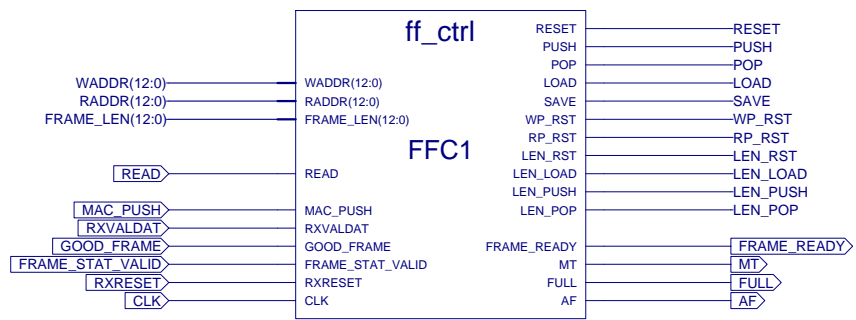 ff_ctrl
RESET RESET
PUSH PUSH
POP POP
WADDR(12:0) WADDR(12:0) LOAD LOAD
RADDR(12:0) RADDR(12:0) SAVE SAVE
FRAME_LEN(12:0) FRAME_LEN(12:0) WP_RST WP_RST
RP_RST RP_RST
FFC1
LEN_RST LEN_RST
READ READ LEN_LOAD LEN_LOAD
LEN_PUSH LEN_PUSH
MAC_PUSH MAC_PUSH LEN_POP LEN_POP
RXVALDAT RXVALDAT
GOOD_FRAME GOOD_FRAME FRAME_READY FRAME_READY
FRAME_STAT_VALID FRAME_STAT_VALID MT MT
RXRESET RXRESET FULL FULL
CLK CLK AF AF